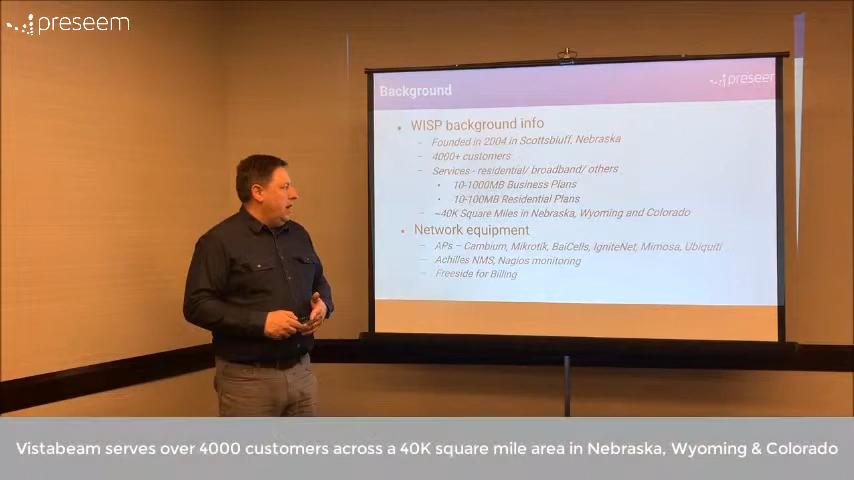 preseem
Background
preseem
WISP background info
Founded in 2004 in Scottsbluff, Nebraska
4000+ customers
Services - residential/ broadband/ others
10-1000MB Business Plans
10-100MB Residential Plans
~40K Square Miles in Nebraska, Wyoming and Colorado
Network equipment
APs – Cambium, Mikrotik, BaiCells, IgniteNet, Mimosa, Ubiquiti
Achilles NMS, Nagios monitoring
Freeside for Billing
Vistabeam serves over 4000 customers across a 40K square mile area in Nebraska, Wyoming & Colorado